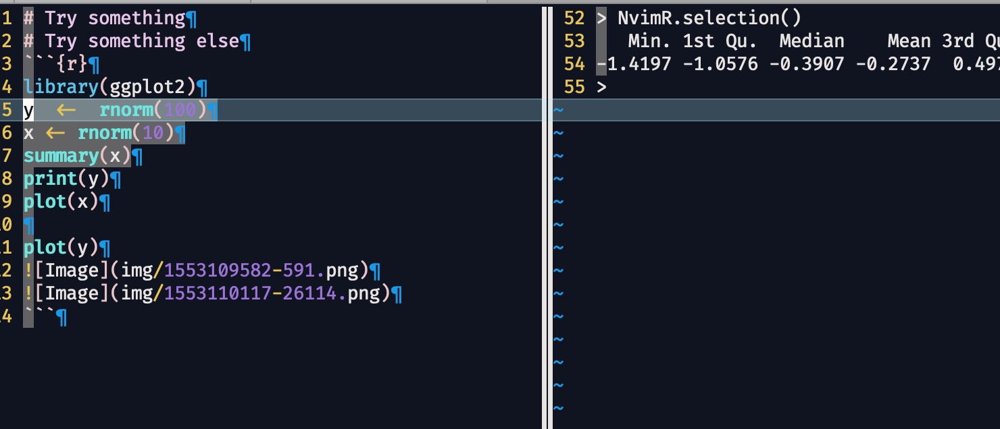 1 # Try something¶
2 # Try something else¶
3 ```{r}¶
4 library(ggplot2)¶
5 y  <-  rnorm(100)¶
6 x <- rnorm(10)¶
7 summary(x)¶
8 print(y)¶
9 plot(x)¶
0 ¶
1 plot(y)¶
2 ![Image](img/1553109582-591.png)¶
3 ![Image](img/1553110117-26114.png)¶
4 ```¶
52 > NvimR.selection()
53    Min. 1st Qu.  Median    Mean 3rd Qu
54 -1.4197 -1.0576 -0.3907 -0.2737  0.497
55 >
~
~
~
~
~
~
~
~
~
~
~
~
~
~